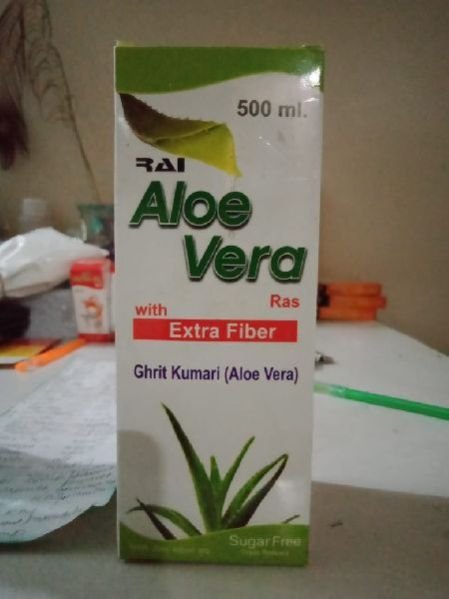 500 ml.
RAI
Aloe
Vera
Ras
with
Extra Fiber
Ghrit Kumari (Aloe Vera)
Sugar Free